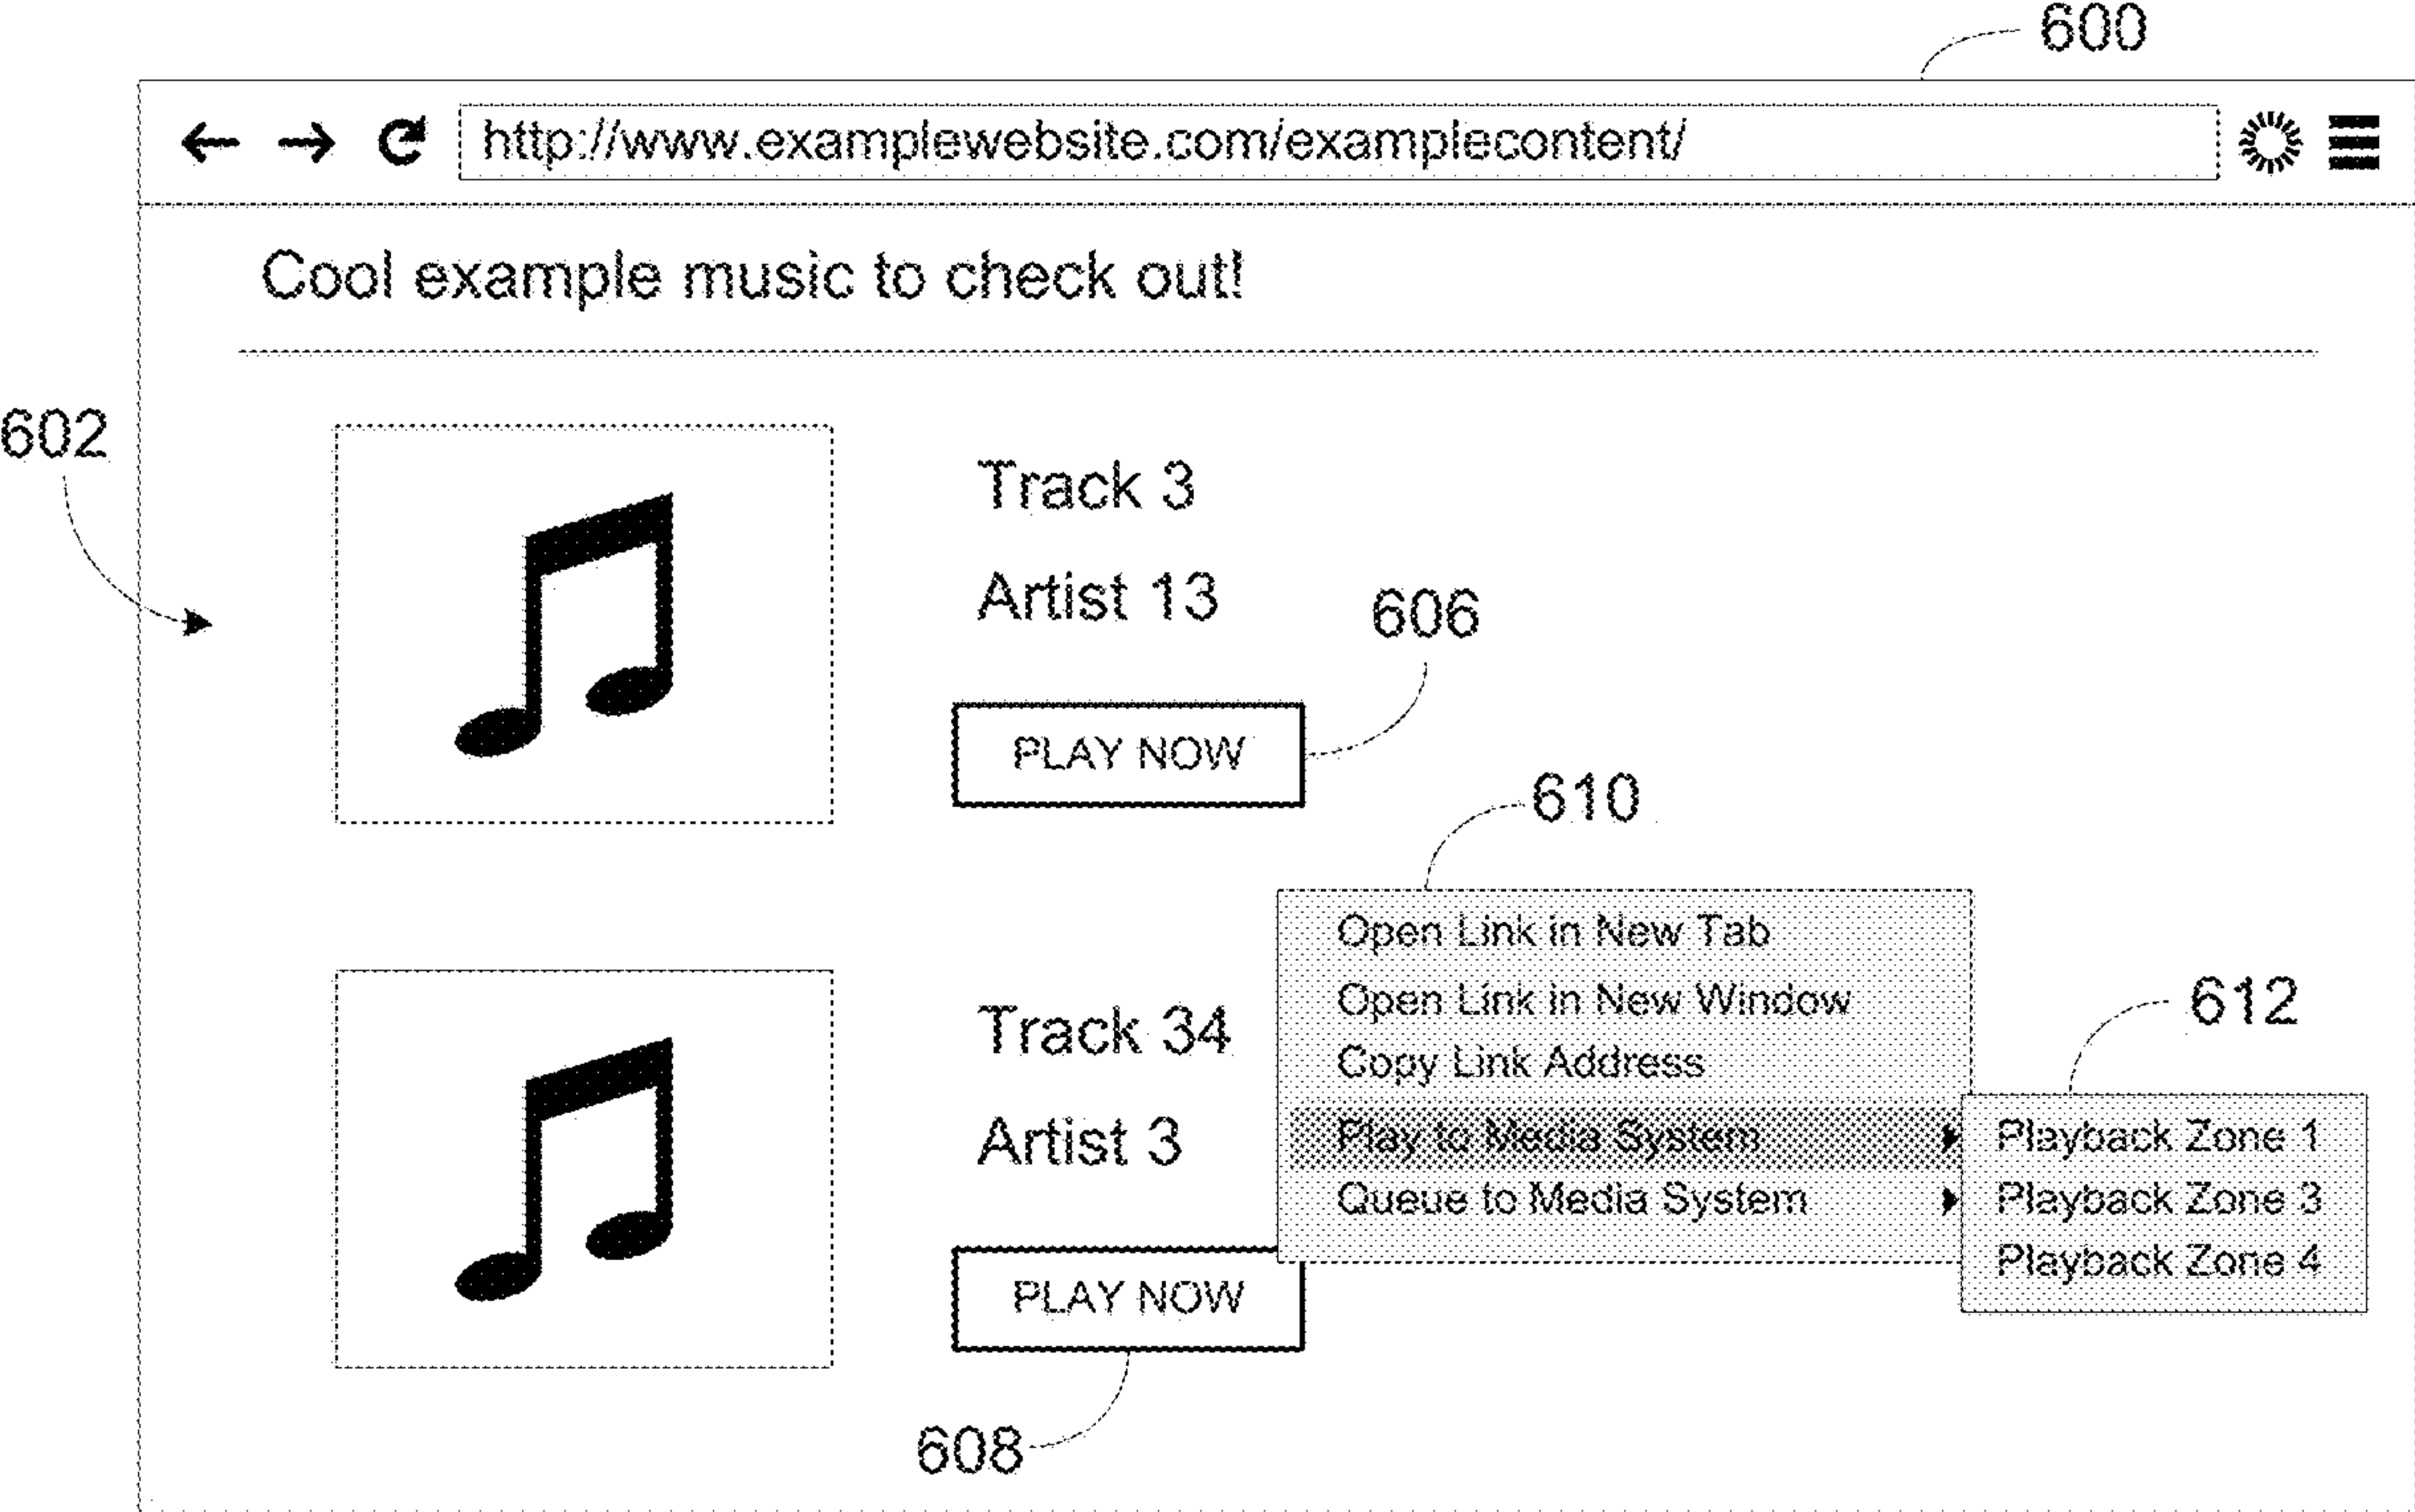 600
http://www.examplewebsite.com/examplecontent/
Cool example music to check out!
602
Track 3
Artist 13
606
PLAY NOW
610
Open Link in New Tab
Open Link in New Window
Copy Link Address
Play to Media System
Queue to Media System
612
Playback Zone 1
Playback Zone 3
Playback Zone 4
Track 34
Artist 3
PLAY NOW
608